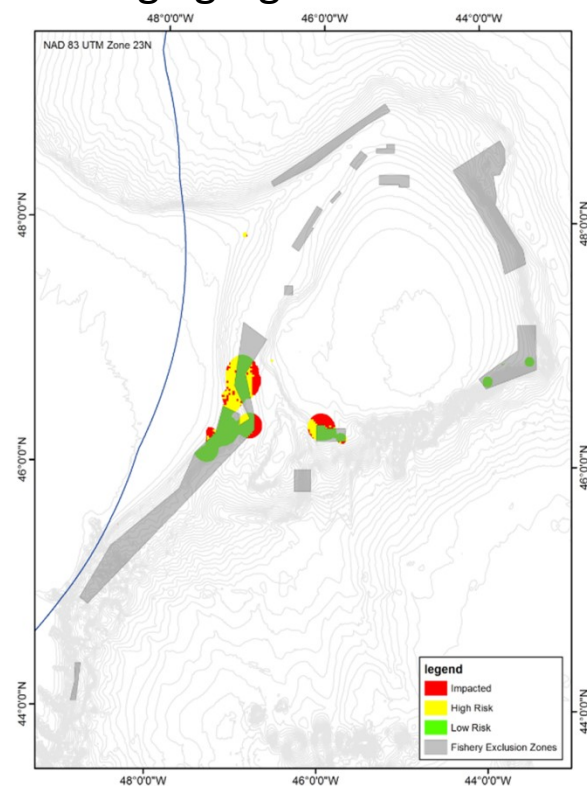 48°0'0"W 46°0'0"W 44°0'0"W
NAD 83 UTM Zone 23N
48°0'0"N 48°0'0"N
46°0'0"N 46°0'0"N
legend
Impacted
High Risk
44°0'0"N 44°0'0"N
Low Risk
Fishery Exclusion Zones
48°0'0"W 46°0'0"W 44°0'0"W